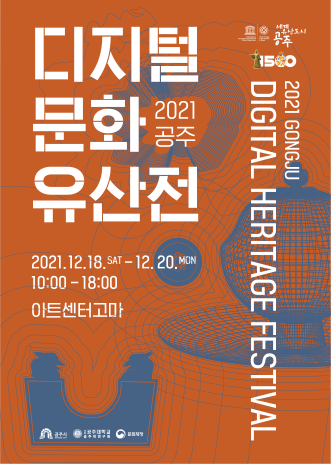 세계유산도시
공주
1500
디지털
문화
유산전
2021
공주
2021 GONGJU
DIGITAL HERITAGE FESTIVAL
2021.12.18.SAT – 12.20.MON
10:00 – 18:00
아트센터고마
공주시
공주대학교
문화재청